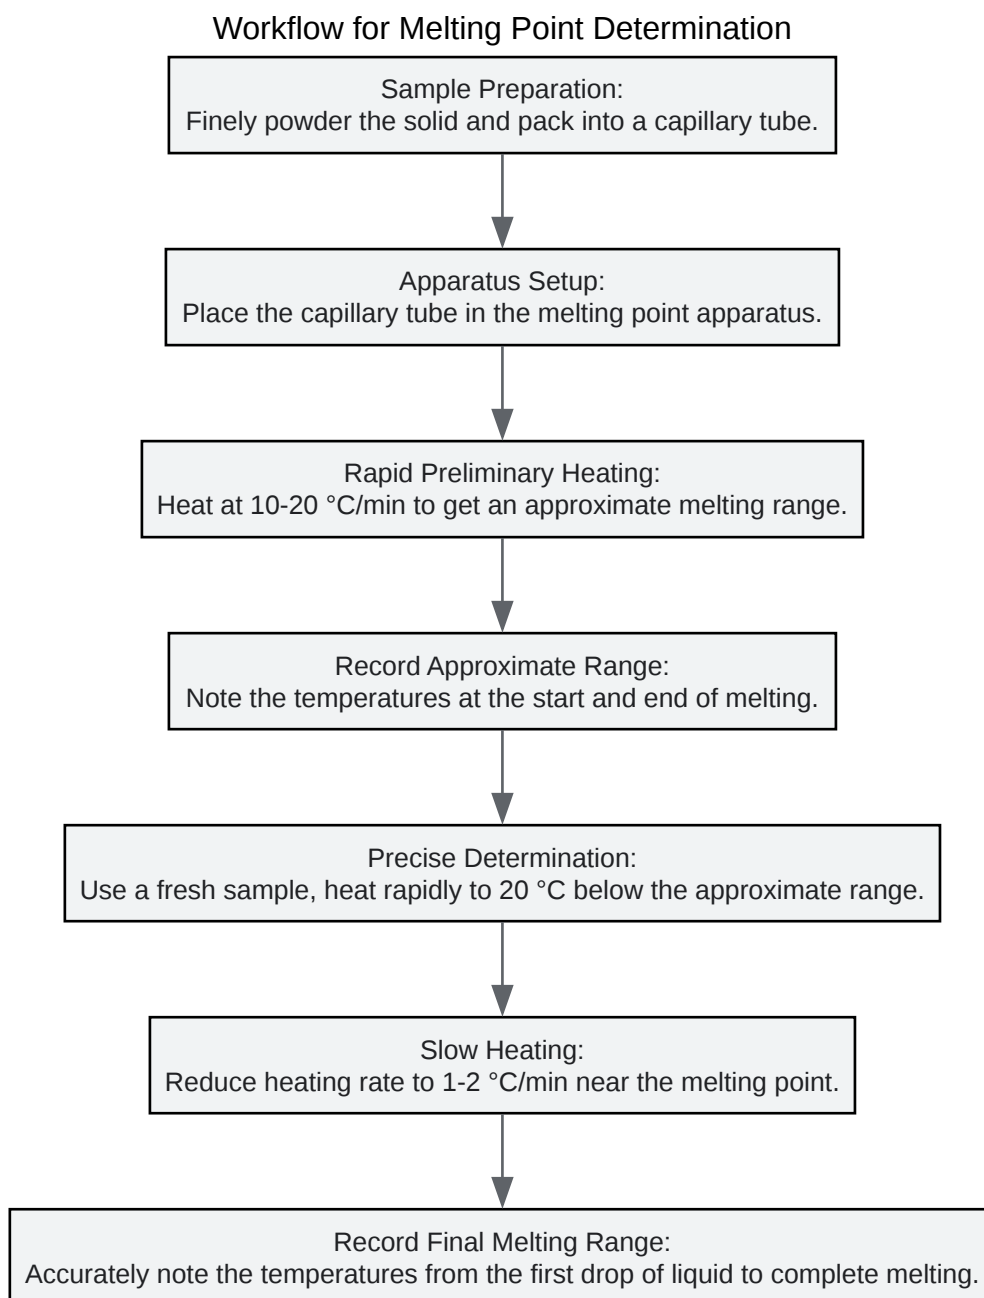 Workflow for Melting Point Determination
Sample Preparation:
Finely powder the solid and pack into a capillary tube.
Apparatus Setup:
Place the capillary tube in the melting point apparatus.
Rapid Preliminary Heating:
Heat at 10-20 °C/min to get an approximate melting range.
Record Approximate Range:
Note the temperatures at the start and end of melting.
Precise Determination:
Use a fresh sample, heat rapidly to 20 °C below the approximate range.
Slow Heating:
Reduce heating rate to 1-2 °C/min near the melting point.
Record Final Melting Range:
Accurately note the temperatures from the first drop of liquid to complete melting.